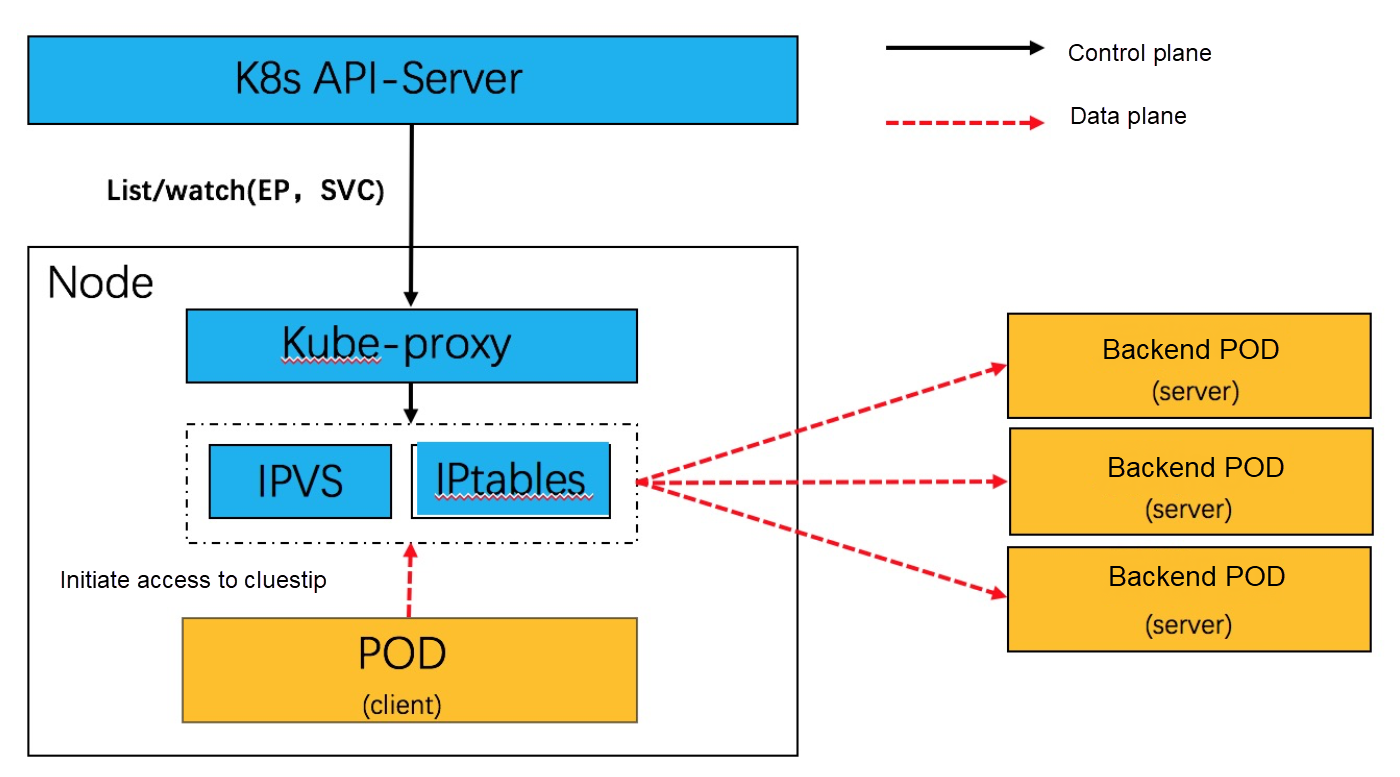 K8s API-Server
Control plane
Data plane
List/watch(EP，SVC)
Node
Kube-proxy
IPVS
IPtables
Initiate access to cluestip
POD
(client)
Backend POD
(server)
Backend POD
(server)
Backend POD
(server)